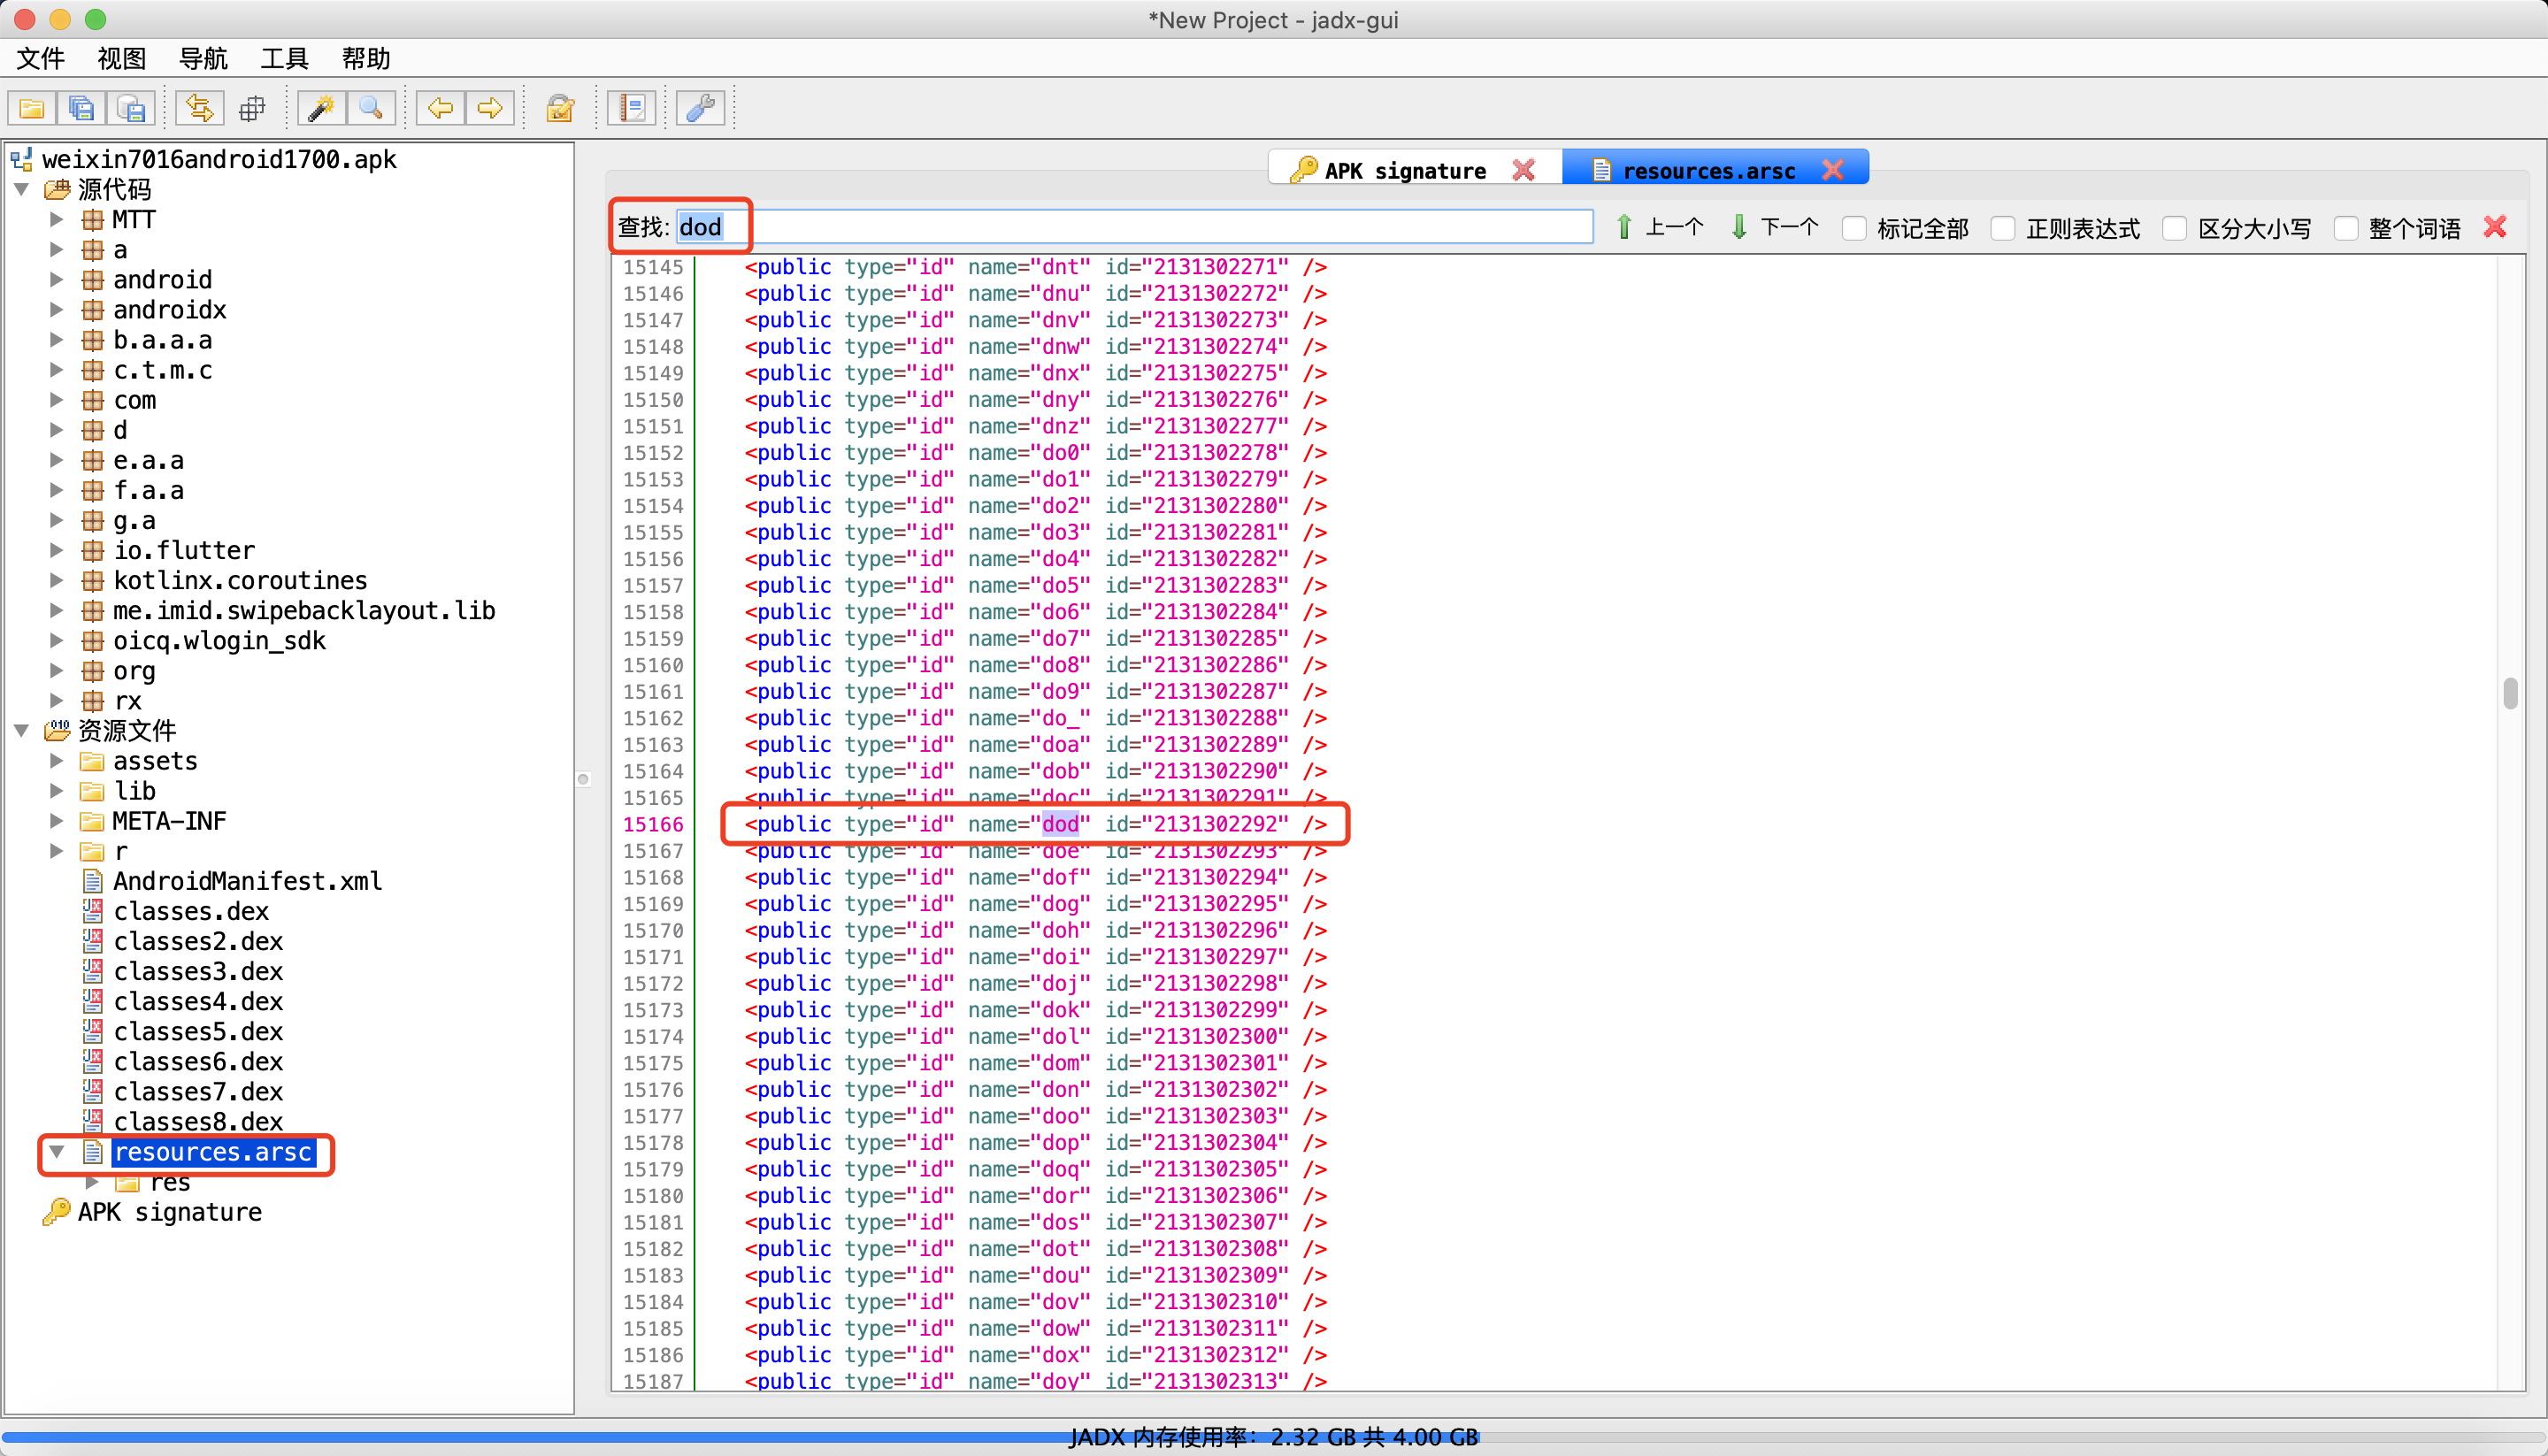 *New Project - jadx-gui
文件 视图 导航 工具 帮助
weixin7016android1700.apk
源代码
MTT
a
android
androidx
b.a.a.a
c.t.m.c
com
d
e.a.a
f.a.a
g.a
io.flutter
kotlinx.coroutines
me.imid.swipebacklayout.lib
oicq.wlogin_sdk
org
rx
资源文件
assets
lib
META-INF
r
AndroidManifest.xml
classes.dex
classes2.dex
classes3.dex
classes4.dex
classes5.dex
classes6.dex
classes7.dex
classes8.dex
resources.arsc
res
APK signature
APK signature resources.arsc
查找: dod 上一个 下一个 标记全部 正则表达式 区分大小写 整个词语
15145 <public type="id" name="dnt" id="2131302271" />
15146 <public type="id" name="dnu" id="2131302272" />
15147 <public type="id" name="dnv" id="2131302273" />
15148 <public type="id" name="dnw" id="2131302274" />
15149 <public type="id" name="dnx" id="2131302275" />
15150 <public type="id" name="dny" id="2131302276" />
15151 <public type="id" name="dnz" id="2131302277" />
15152 <public type="id" name="do0" id="2131302278" />
15153 <public type="id" name="do1" id="2131302279" />
15154 <public type="id" name="do2" id="2131302280" />
15155 <public type="id" name="do3" id="2131302281" />
15156 <public type="id" name="do4" id="2131302282" />
15157 <public type="id" name="do5" id="2131302283" />
15158 <public type="id" name="do6" id="2131302284" />
15159 <public type="id" name="do7" id="2131302285" />
15160 <public type="id" name="do8" id="2131302286" />
15161 <public type="id" name="do9" id="2131302287" />
15162 <public type="id" name="do_" id="2131302288" />
15163 <public type="id" name="doa" id="2131302289" />
15164 <public type="id" name="dob" id="2131302290" />
15165 <public type="id" name="doc" id="2131302291" />
15166 <public type="id" name="dod" id="2131302292" />
15167 <public type="id" name="doe" id="2131302293" />
15168 <public type="id" name="dof" id="2131302294" />
15169 <public type="id" name="dog" id="2131302295" />
15170 <public type="id" name="doh" id="2131302296" />
15171 <public type="id" name="doi" id="2131302297" />
15172 <public type="id" name="doj" id="2131302298" />
15173 <public type="id" name="dok" id="2131302299" />
15174 <public type="id" name="dol" id="2131302300" />
15175 <public type="id" name="dom" id="2131302301" />
15176 <public type="id" name="don" id="2131302302" />
15177 <public type="id" name="doo" id="2131302303" />
15178 <public type="id" name="dop" id="2131302304" />
15179 <public type="id" name="doq" id="2131302305" />
15180 <public type="id" name="dor" id="2131302306" />
15181 <public type="id" name="dos" id="2131302307" />
15182 <public type="id" name="dot" id="2131302308" />
15183 <public type="id" name="dou" id="2131302309" />
15184 <public type="id" name="dov" id="2131302310" />
15185 <public type="id" name="dow" id="2131302311" />
15186 <public type="id" name="dox" id="2131302312" />
15187 <public type="id" name="doy" id="2131302313" />
JADX 内存使用率：2.32 GB 共 4.00 GB